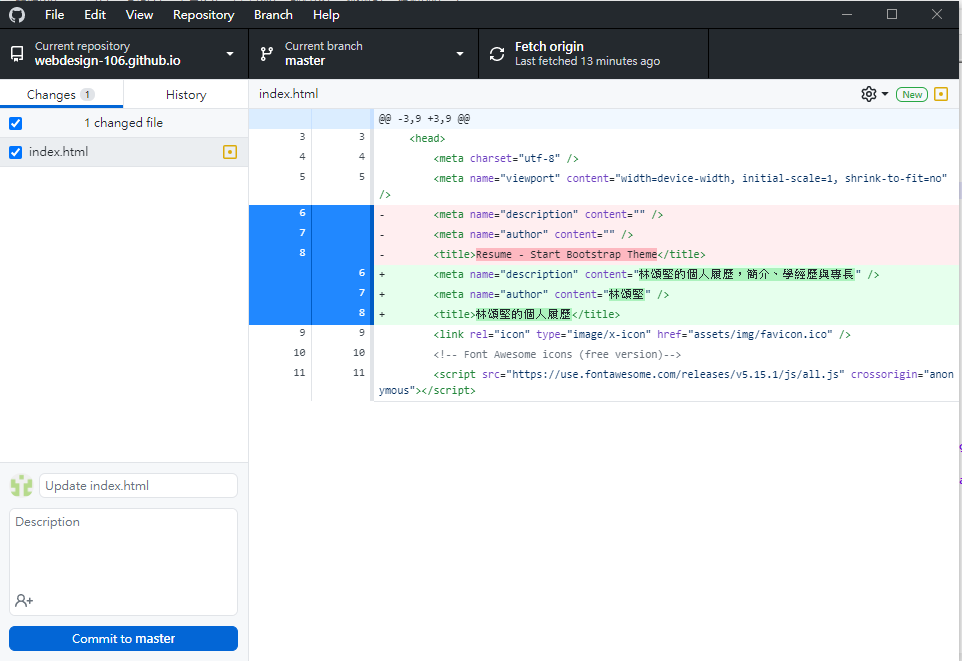 File Edit View Repository Branch Help
Current repository
webdesign-106.github.io
Current branch
master
Fetch origin
Last fetched 13 minutes ago
Changes 1 History
index.html
New
1 changed file
index.html
@@ -3,9 +3,9 @@
3 3 <head>
4 4 <meta charset="utf-8" />
5 5 <meta name="viewport" content="width=device-width, initial-scale=1, shrink-to-fit=no"
/>
6 - <meta name="description" content="" />
7 - <meta name="author" content="" />
8 - <title>Resume - Start Bootstrap Theme</title>
6 + <meta name="description" content="林頌堅的個人履歷，簡介、學經歷與專長" />
7 + <meta name="author" content="林頌堅" />
8 + <title>林頌堅的個人履歷</title>
9 9 <link rel="icon" type="image/x-icon" href="assets/img/favicon.ico" />
10 10 <!-- Font Awesome icons (free version)-->
11 11 <script src="https://use.fontawesome.com/releases/v5.15.1/js/all.js" crossorigin="anon
ymous"></script>
Update index.html
Description
Commit to master